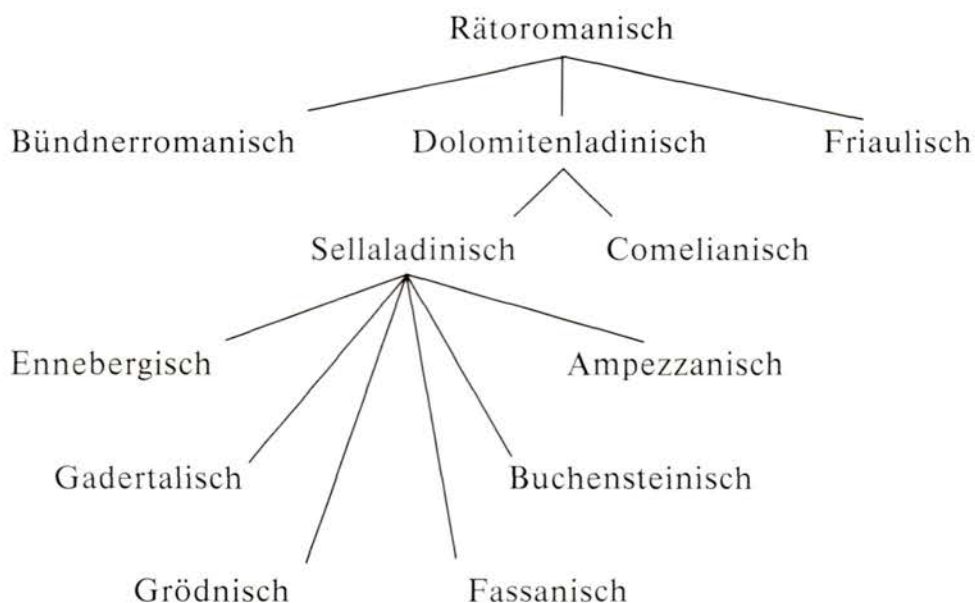 Rätoromanisch
Bündnerromanisch Dolomitenladinisch Friaulisch
Sellaladinisch Comelianisch
Ennebergisch Ampezzanisch
Gadertalisch Buchensteinisch
Grödnisch Fassanisch